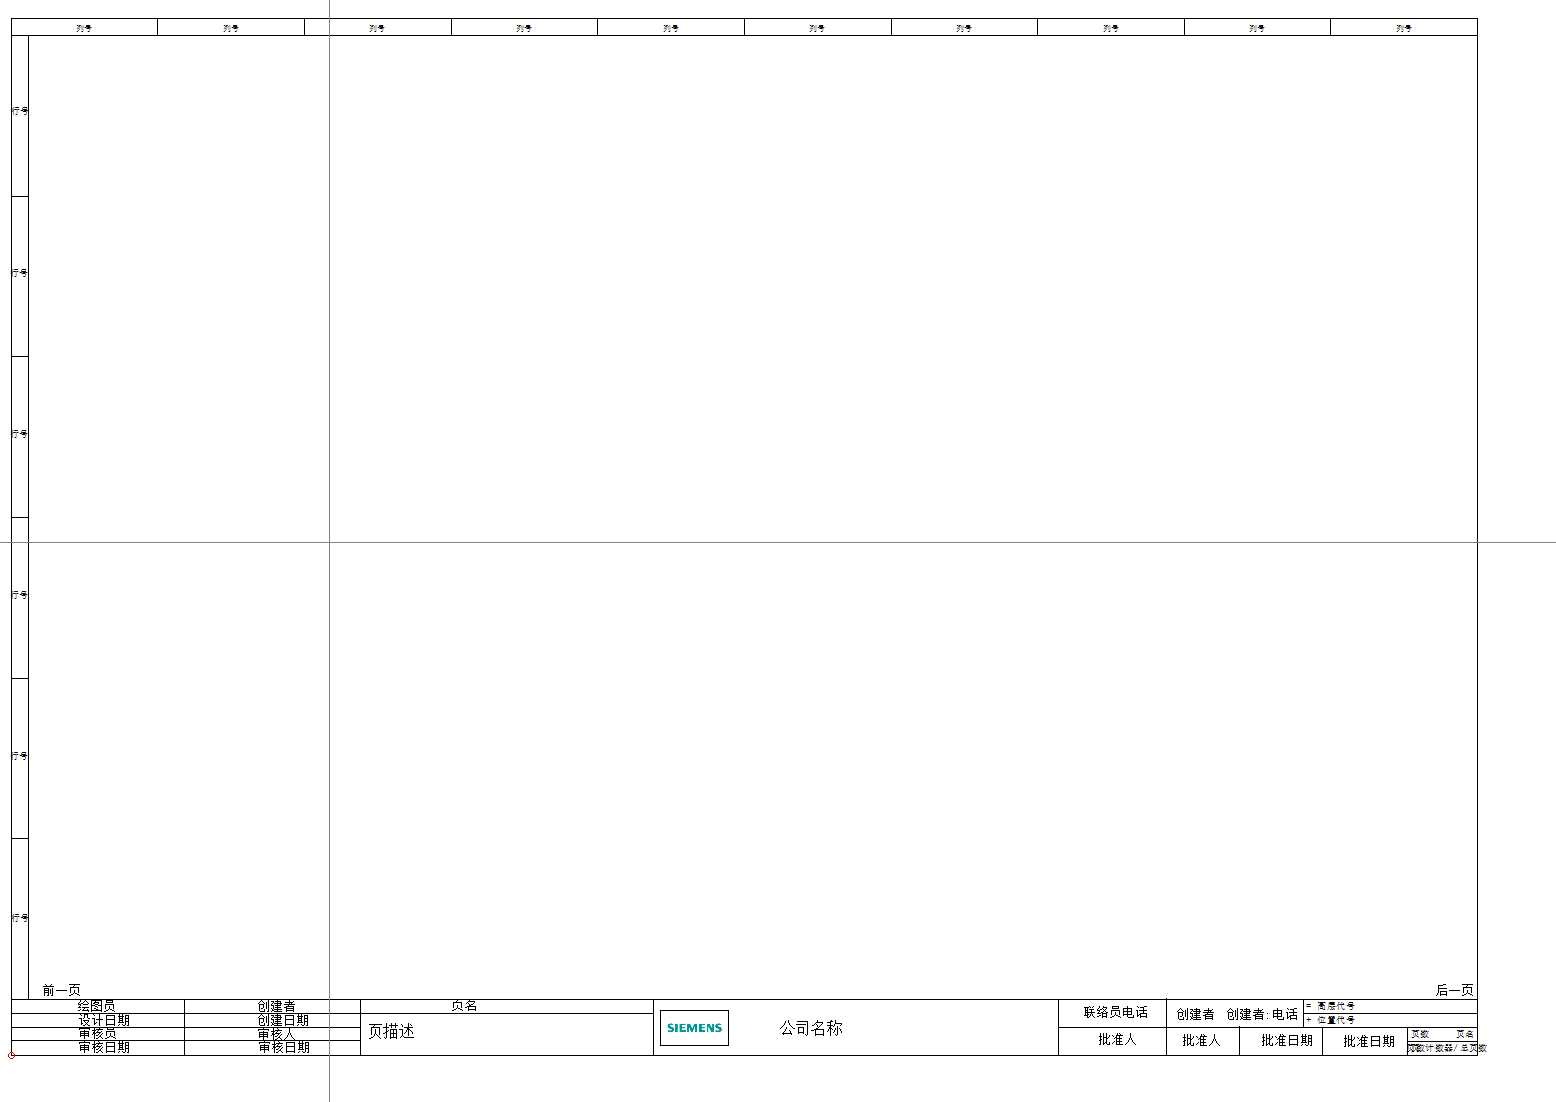 列号 列号 列号 列号 列号 列号 列号 列号 列号 列号
行号
行号
行号
行号
行号
行号
前一页 后一页
绘图员 创建者 页名
设计日期 创建日期
审核员 审核人
审核日期 审核日期
页描述
SIEMENS
公司名称
联络员电话 创建者 创建者:电话 = 高层代号
+ 位置代号
批准人 批准人 批准日期 批准日期 页数 页名
页数计数器/总页数